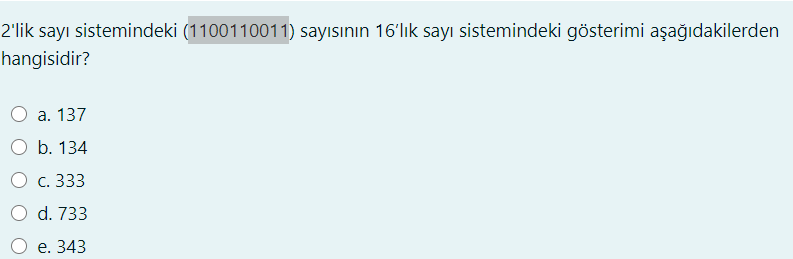 2'lik sayı sistemindeki (1100110011) sayısının 16'lık sayı sistemindeki gösterimi aşağıdakilerden
hangisidir?
a. 137
b. 134
c. 333
d. 733
e. 343